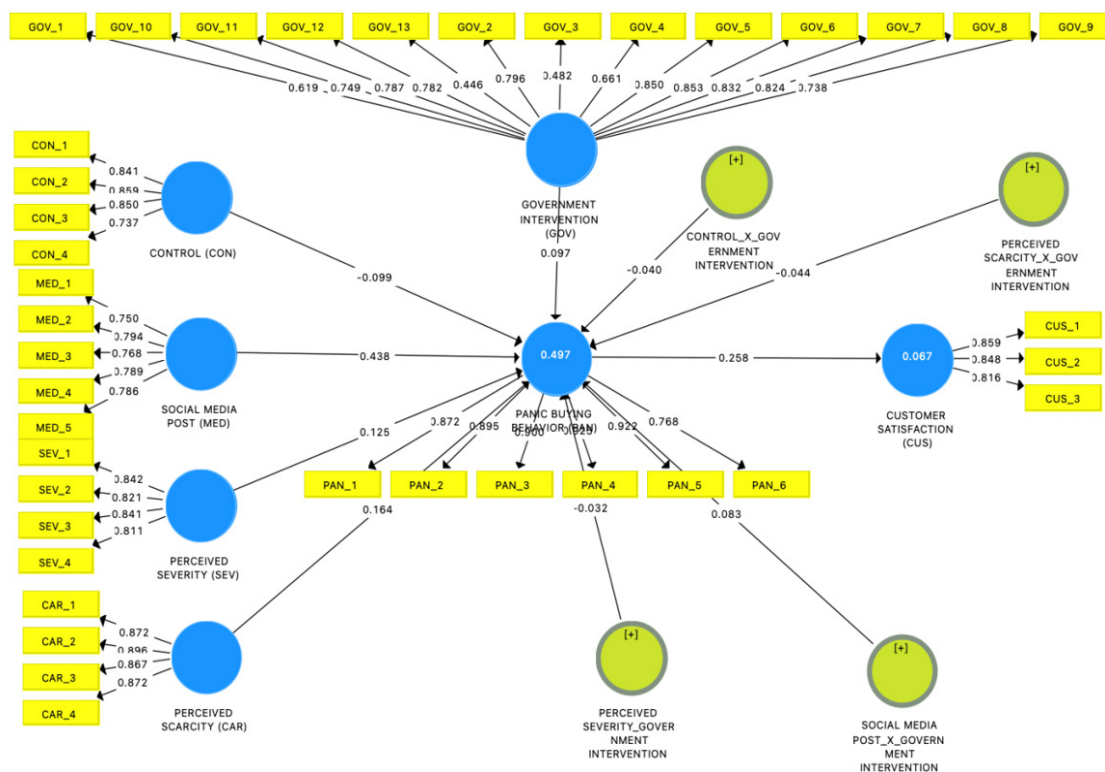 GOV_1 GOV_10 GOV_11 GOV_12 GOV_13 GOV_2 GOV_3 GOV_4 GOV_5 GOV_6 GOV_7 GOV_8 GOV_9
0.619 0.749 0.787 0.782 0.446 0.796 0.482 0.661 0.850 0.853 0.832 0.824 0.738
GOVERNMENT
INTERVENTION
(GOV)
0.097
CON_1
CON_2
CON_3
CON_4
0.841
0.859
0.850
0.737
CONTROL (CON)
-0.099
[+]
CONTROL_X_GOV
ERNMENT
INTERVENTION
-0.040
[+]
PERCEIVED
SCARCITY_X_GOV
ERNMENT
INTERVENTION
-0.044
MED_1
MED_2
MED_3
MED_4
MED_5
0.750
0.794
0.768
0.789
0.786
SOCIAL MEDIA
POST (MED)
0.438
0.497
PANIC BUYING
BEHAVIOR (PAN)
0.258
0.067
CUSTOMER
SATISFACTION
(CUS)
0.859
0.848
0.816
CUS_1
CUS_2
CUS_3
SEV_1
SEV_2
SEV_3
SEV_4
0.842
0.821
0.841
0.811
PERCEIVED
SEVERITY (SEV)
0.125
0.872 0.895 0.900 0.922 0.768
PAN_1 PAN_2 PAN_3 PAN_4 PAN_5 PAN_6
0.164
-0.032
0.083
CAR_1
CAR_2
CAR_3
CAR_4
0.872
0.896
0.867
0.872
PERCEIVED
SCARCITY (CAR)
[+]
PERCEIVED
SEVERITY_GOVER
NMENT
INTERVENTION
[+]
SOCIAL MEDIA
POST_X_GOVERN
MENT
INTERVENTION